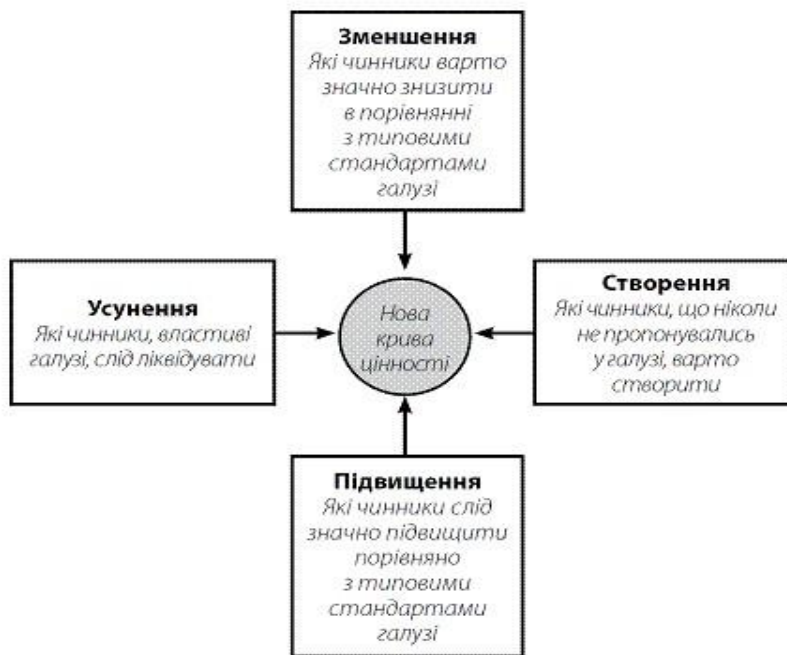 Зменшення
Які чинники варто
значно знизити
в порівнянні
з типовими
стандартами
галузі
Усунення
Які чинники, властиві
галузі, слід ліквідувати
Нова
крива
цінності
Створення
Які чинники, що ніколи
не пропонувались
у галузі, варто
створити
Підвищення
Які чинники слід
значно підвищити
порівняно
з типовими
стандартами
галузі